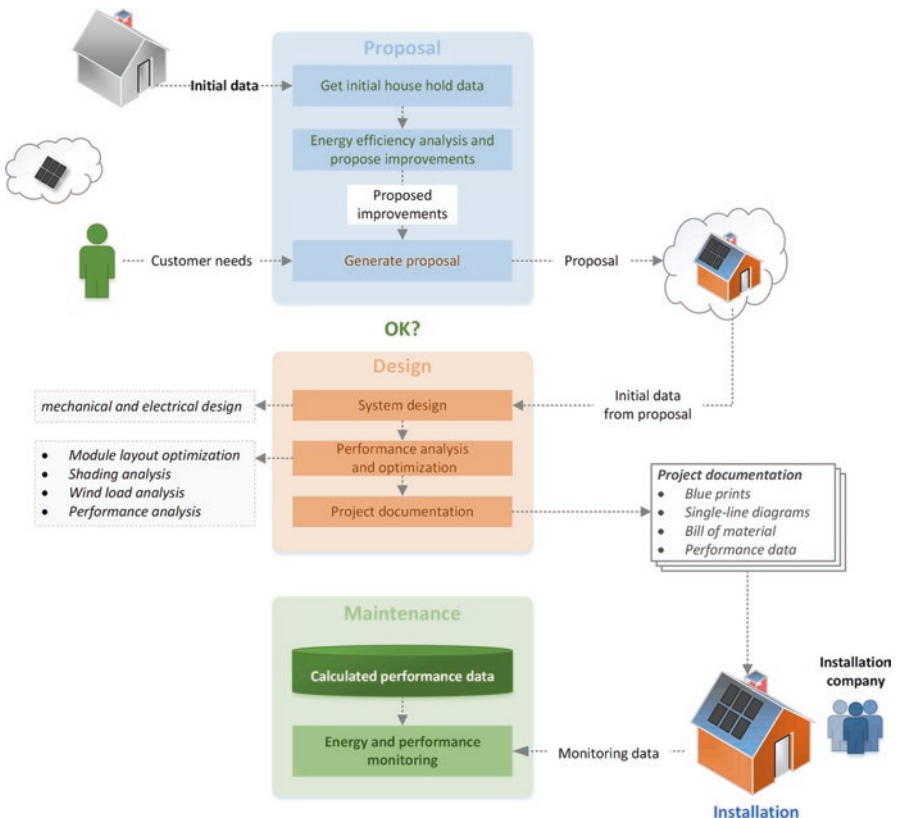 Proposal
Initial data
Get initial house hold data
Energy efficiency analysis and
propose improvements
Proposed
improvements
Customer needs
Generate proposal
Proposal
OK?
Design
Initial data
from proposal
System design
mechanical and electrical design
Performance analysis
and optimization
• Module layout optimization
• Shading analysis
• Wind load analysis
• Performance analysis
Project documentation
Project documentation
• Blue prints
• Single-line diagrams
• Bill of material
• Performance data
Maintenance
Calculated performance data
Energy and performance
monitoring
Monitoring data
Installation
company
Installation